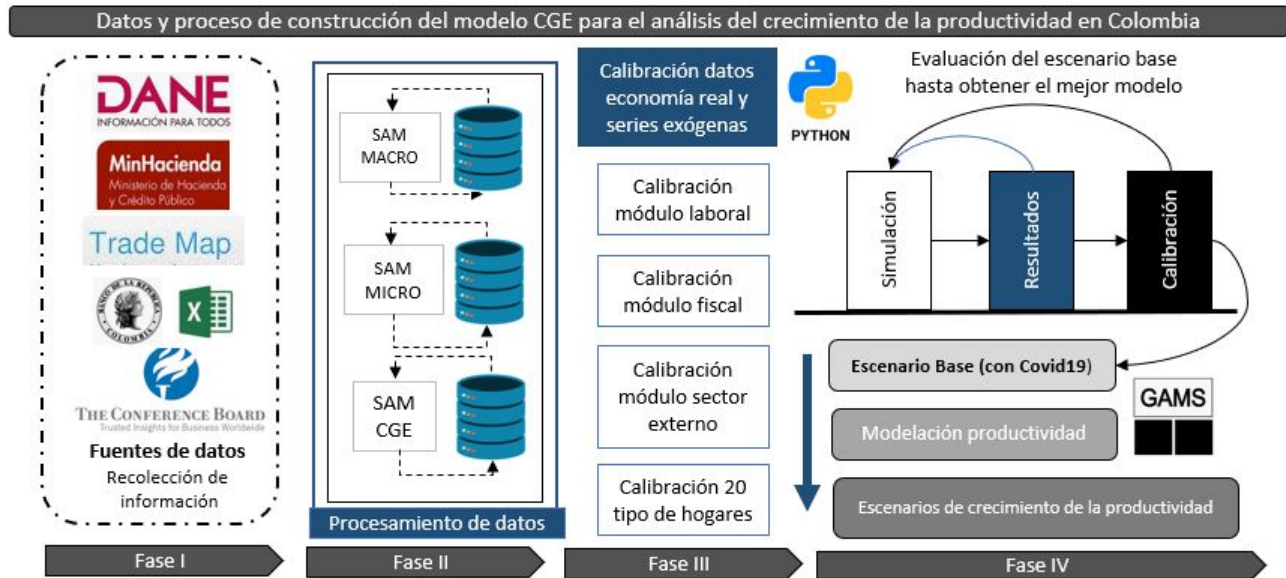 Datos y proceso de construcción del modelo CGE para el análisis del crecimiento de la productividad en Colombia
DANE
INFORMACIÓN PARA TODOS
MinHacienda
Ministerio de Hacienda
y Crédito Público
Trade Map
BANCO DE LA REPUBLICA
COLOMBIA
X
THE CONFERENCE BOARD
Trusted Insights for Business Worldwide
Fuentes de datos
Recolección de
información
Fase I
SAM
MACRO
SAM
MICRO
SAM
CGE
Procesamiento de datos
Fase II
Calibración datos
economía real y
series exógenas
Calibración
módulo laboral
Calibración
módulo fiscal
Calibración
módulo sector
externo
Calibración 20
tipo de hogares
Fase III
PYTHON
Evaluación del escenario base
hasta obtener el mejor modelo
Simulación
Resultados
Calibración
Escenario Base (con Covid19)
GAMS
Modelación productividad
Escenarios de crecimiento de la productividad
Fase IV